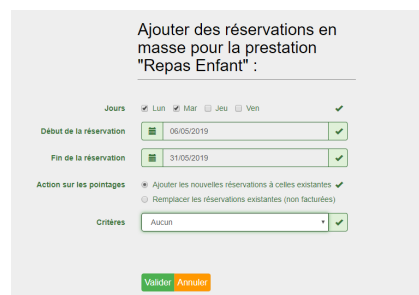 Ajouter des réservations en
masse pour la prestation
"Repas Enfant" :
Jours Lun Mar Jeu Ven
Début de la réservation 06/05/2019
Fin de la réservation 31/05/2019
Action sur les pointages Ajouter les nouvelles réservations à celles existantes
Remplacer les réservations existantes (non facturées)
Critères Aucun
Valider Annuler